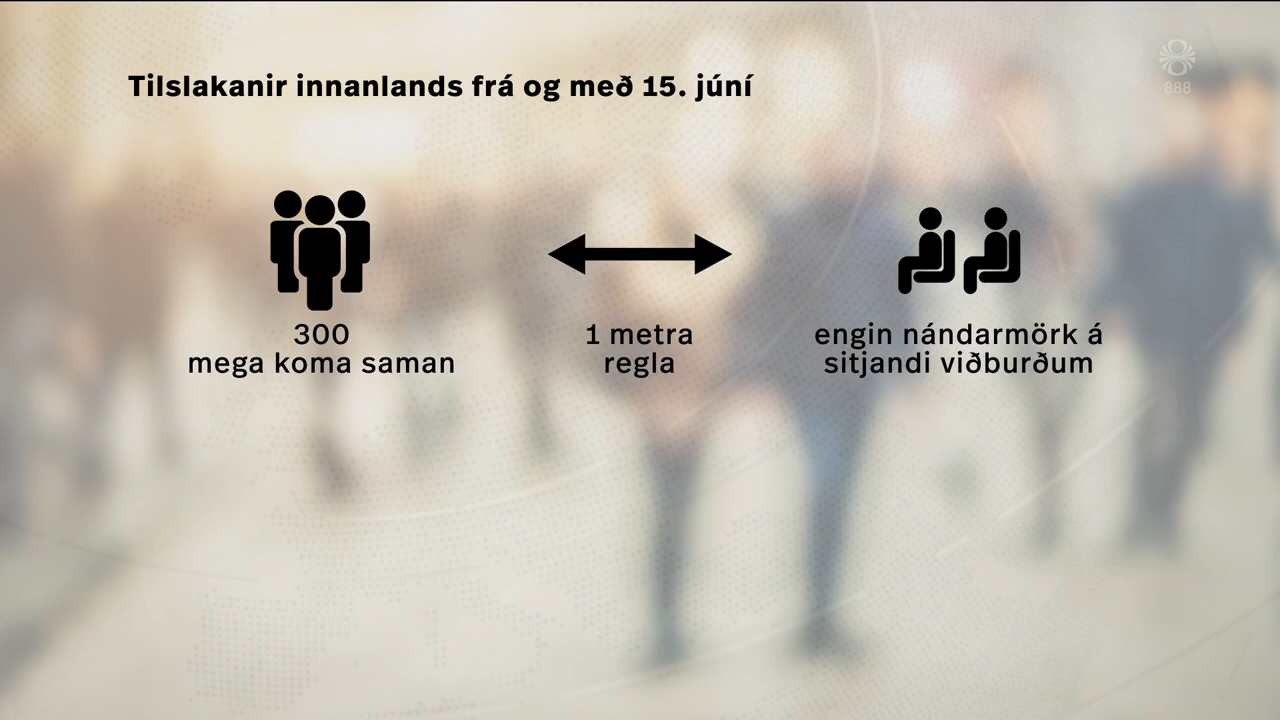 Tilslakanir innanlands frá og með 15. júní
888
300
mega koma saman
1 metra
regla
engin nándarmörk á
sitjandi viðburðum